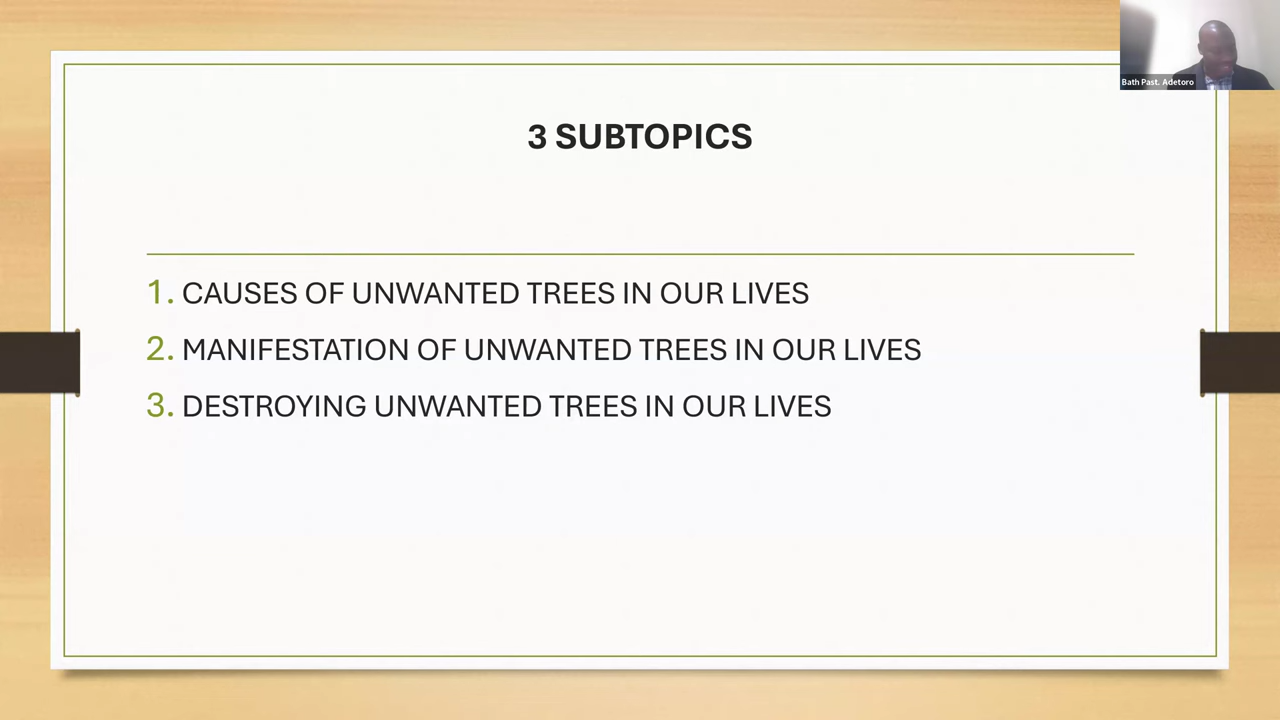 Bath Past. Adetoro
3 SUBTOPICS
1. CAUSES OF UNWANTED TREES IN OUR LIVES
2. MANIFESTATION OF UNWANTED TREES IN OUR LIVES
3. DESTROYING UNWANTED TREES IN OUR LIVES